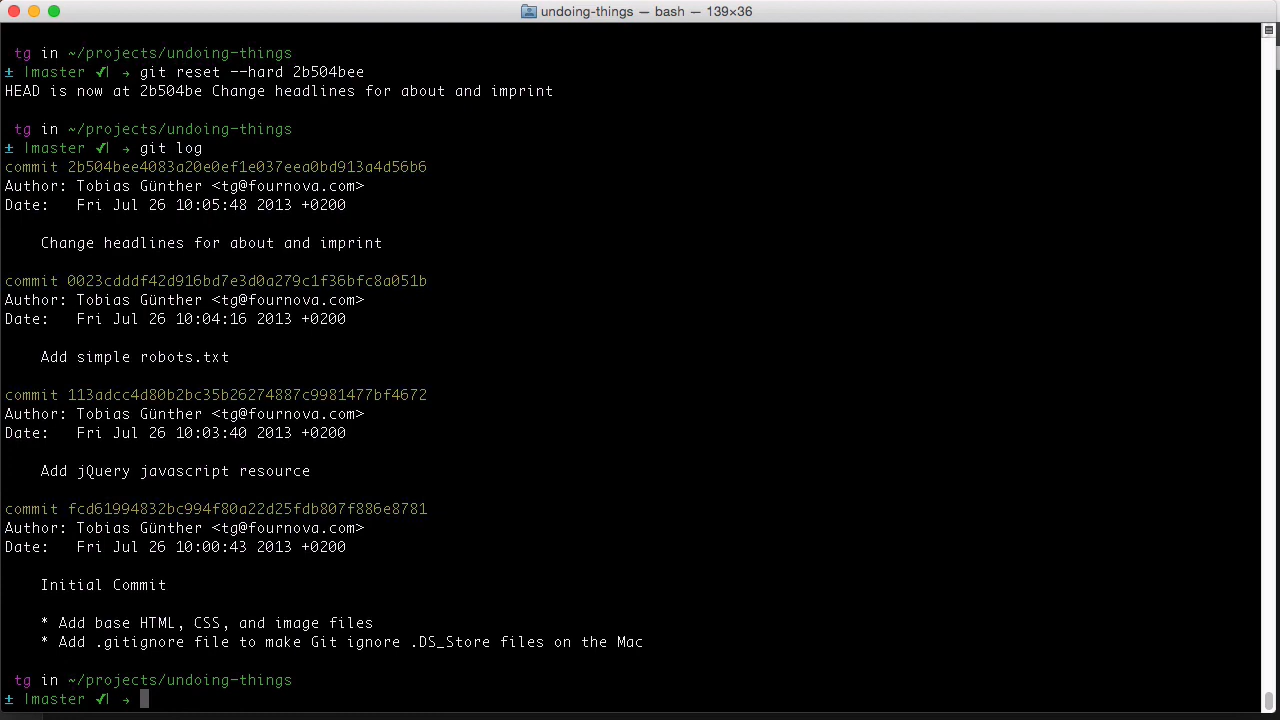 undoing-things — bash — 139×36
tg in ~/projects/undoing-things
± |master ✓| → git reset --hard 2b504bee
HEAD is now at 2b504be Change headlines for about and imprint
tg in ~/projects/undoing-things
± |master ✓| → git log
commit 2b504bee4083a20e0ef1e037eea0bd913a4d56b6
Author: Tobias Günther <tg@fournova.com>
Date:   Fri Jul 26 10:05:48 2013 +0200
Change headlines for about and imprint
commit 0023cdddf42d916bd7e3d0a279c1f36bfc8a051b
Author: Tobias Günther <tg@fournova.com>
Date:   Fri Jul 26 10:04:16 2013 +0200
Add simple robots.txt
commit 113adcc4d80b2bc35b26274887c9981477bf4672
Author: Tobias Günther <tg@fournova.com>
Date:   Fri Jul 26 10:03:40 2013 +0200
Add jQuery javascript resource
commit fcd61994832bc994f80a22d25fdb807f886e8781
Author: Tobias Günther <tg@fournova.com>
Date:   Fri Jul 26 10:00:43 2013 +0200
Initial Commit
* Add base HTML, CSS, and image files
* Add .gitignore file to make Git ignore .DS_Store files on the Mac
tg in ~/projects/undoing-things
± |master ✓| →